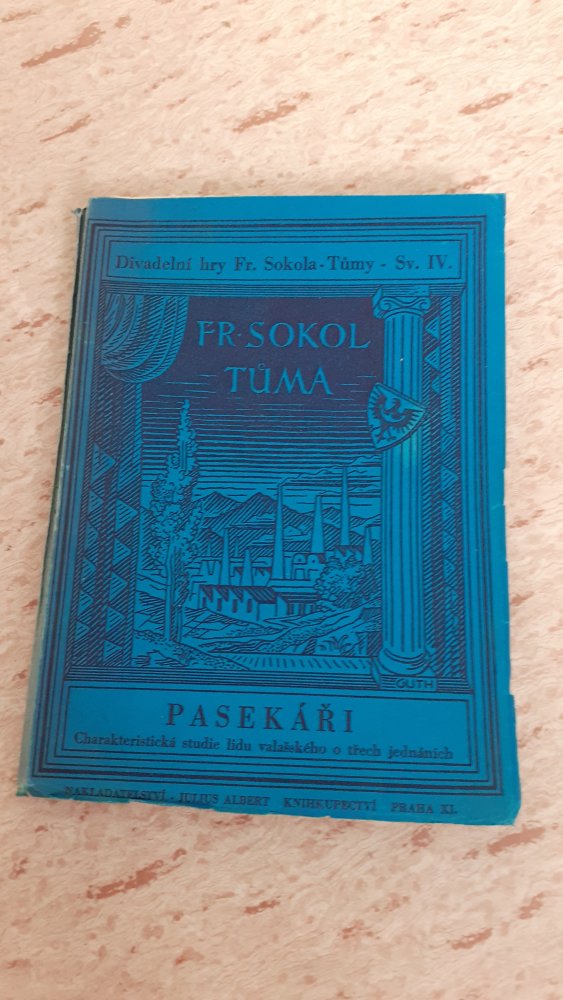 Divadelní hry Fr. Sokola-Tůmy - Sv. IV.
FR·SOKOL
TŮMA
GUTH
PASEKÁŘI
Charakteristická studie lidu valašského o třech jednáních
NAKLADATELSTVÍ - JULIUS ALBERT KNIHKUPECTVÍ PRAHA XI.